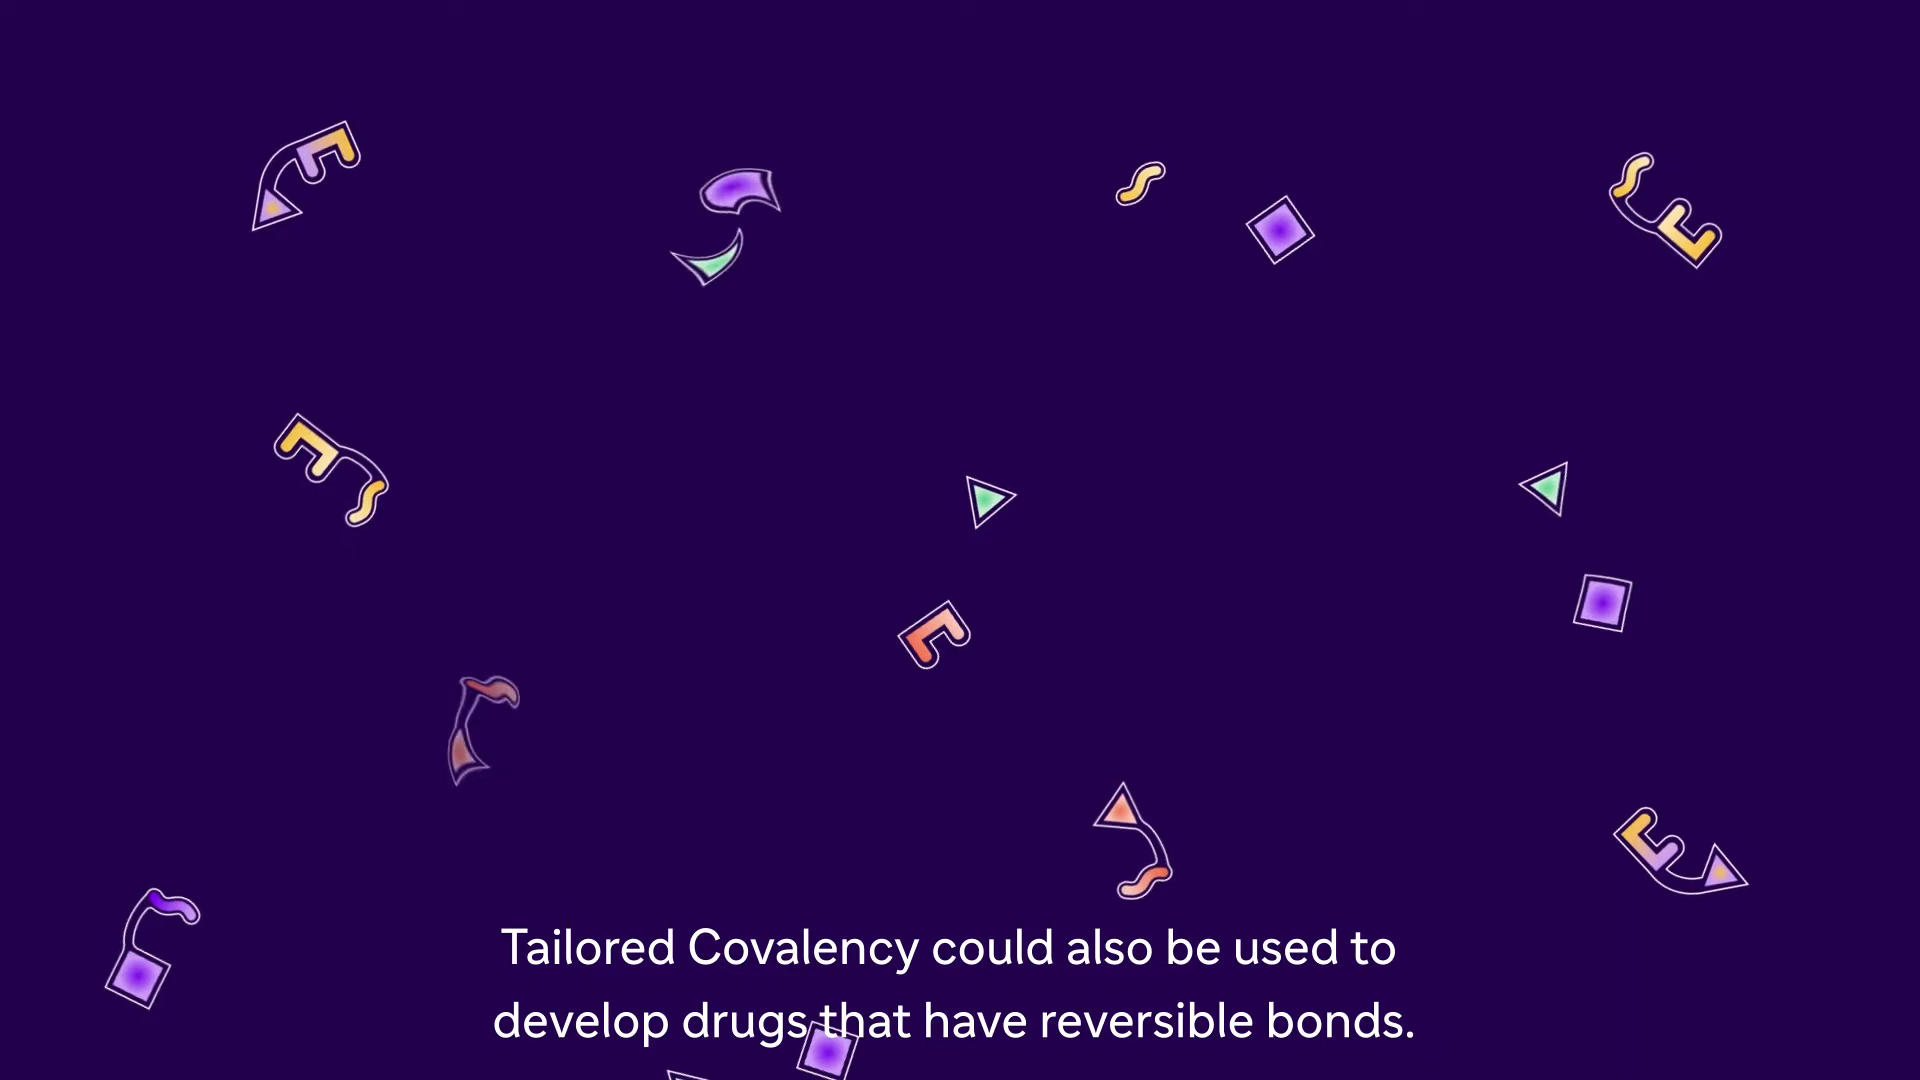 Tailored Covalency could also be used to
develop drugs that have reversible bonds.